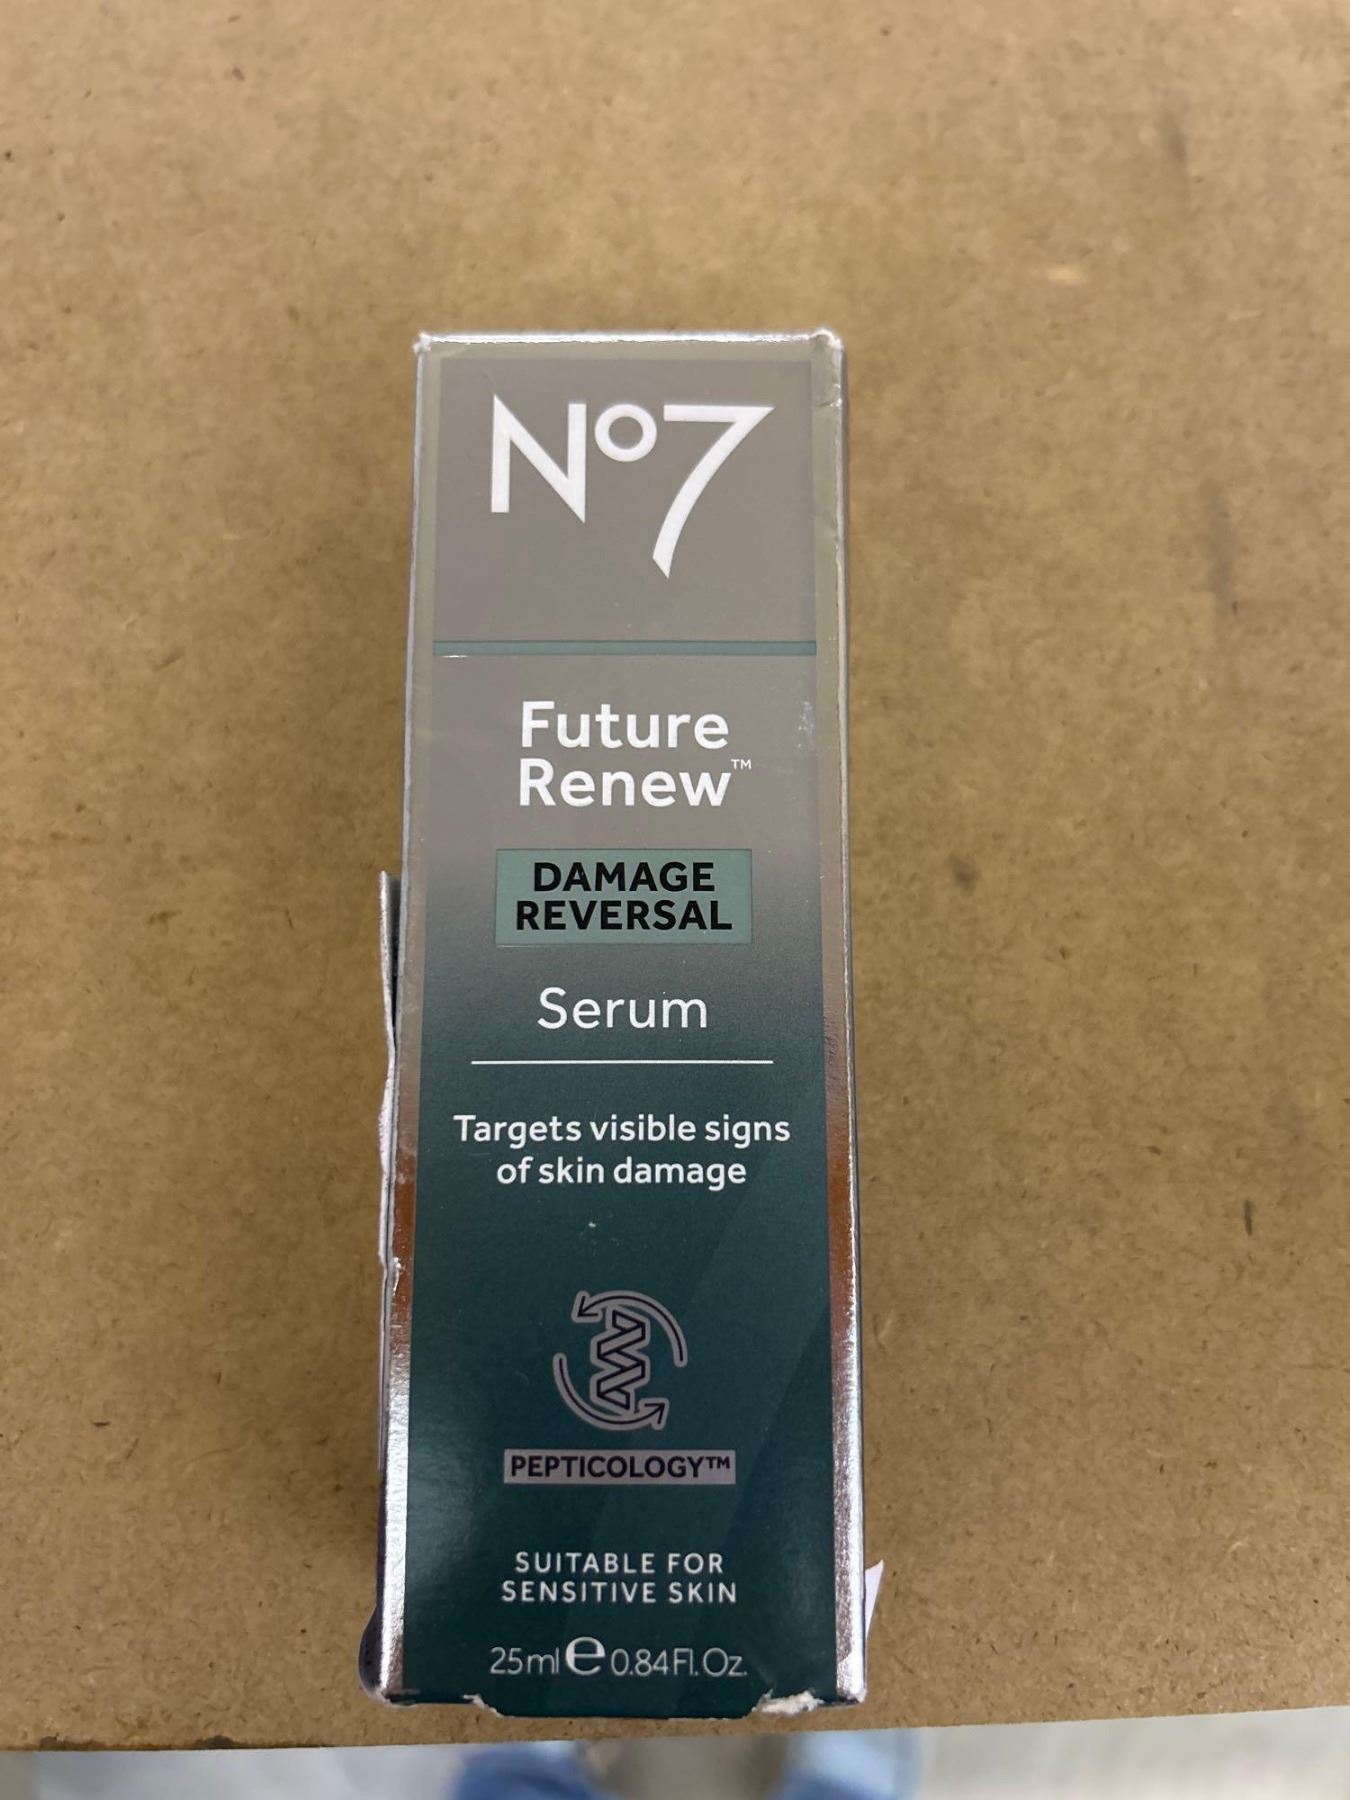 Nº7
Future
Renew™
DAMAGE
REVERSAL
Serum
Targets visible signs
of skin damage
PEPTICOLOGY™
SUITABLE FOR
SENSITIVE SKIN
25ml e 0.84Fl. Oz.